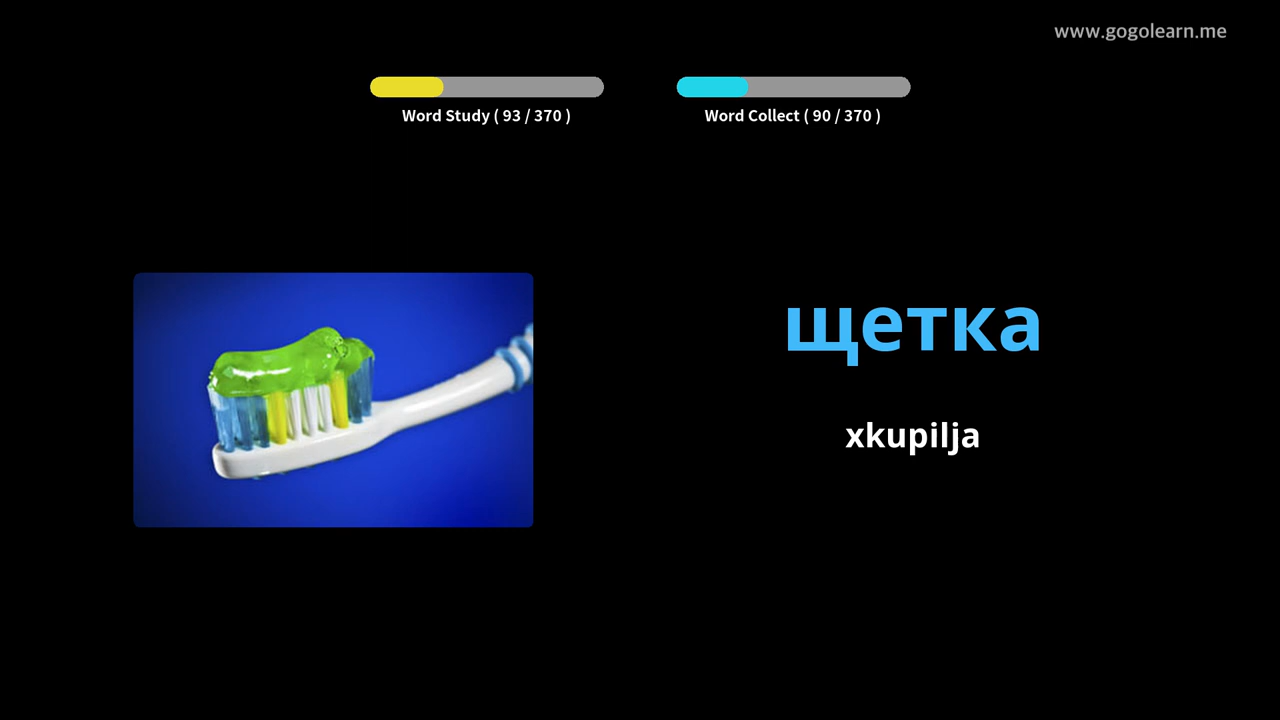 www.gogolearn.me
Word Study ( 93 / 370 )
Word Collect ( 90 / 370 )
щетка
xkupilja